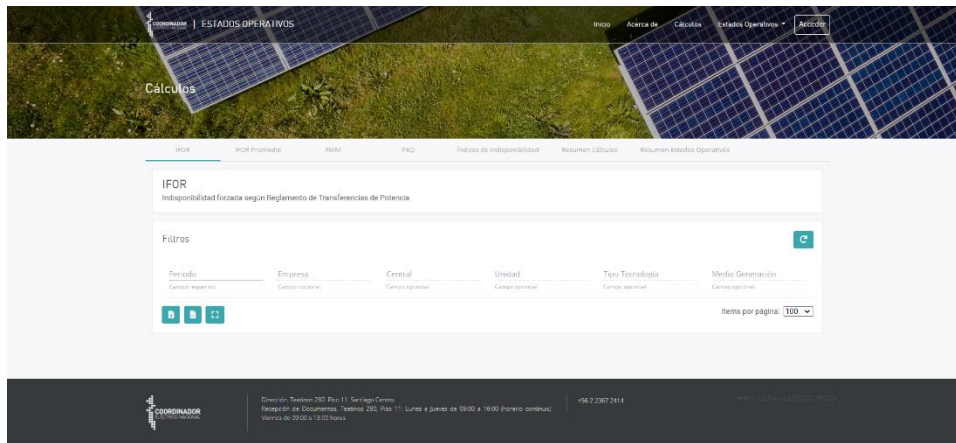 COORDINADOR
ELÉCTRICO NACIONAL
| ESTADOS OPERATIVOS
Inicio Acerca de Cálculos Estados Operativos Acceder
Cálculos
IFOR IFOR Promedio Índices de Indisponibilidad Resumen Cálculos Resumen Estados Operativos
IFOR
Indisponibilidad forzada según Reglamento de Transferencias de Potencia
Filtros
Periodo Empresa Central Unidad Tipo Tecnología Medio Generación
Campo requerido Campo opcional Campo opcional Campo opcional Campo opcional Campo opcional
Items por página: 100
COORDINADOR
ELÉCTRICO NACIONAL
Dirección: Teatinos 280, Piso 11, Santiago Centro
Recepción de Documentos: Teatinos 280, Piso 11: Lunes a Jueves de 09:00 a 16:00 (horario continuo)
Viernes de 09:00 a 13:00 horas
+56 2 2367 2414